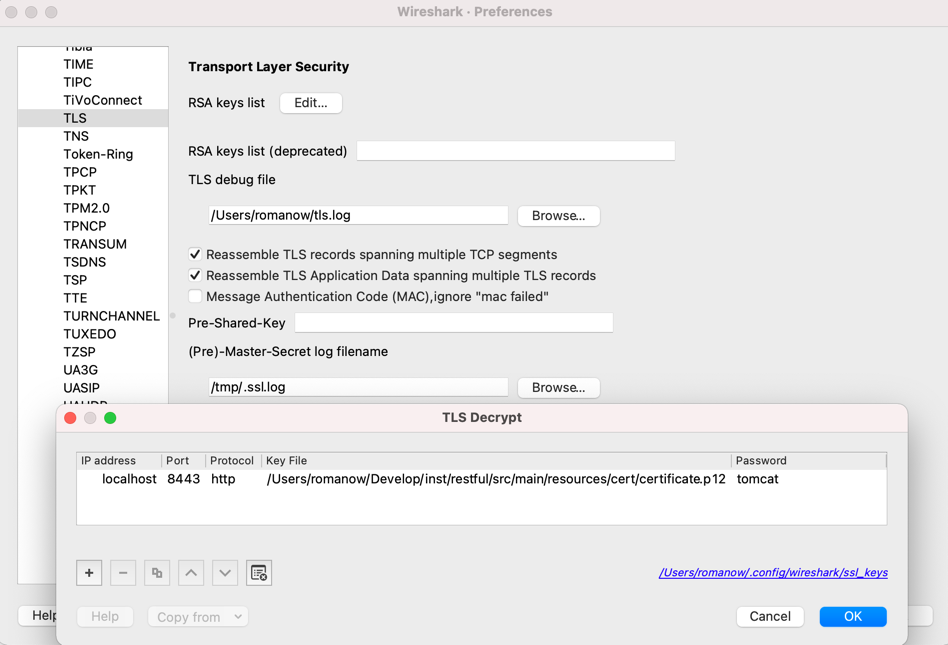 Wireshark · Preferences
Tibia
TIME
TIPC
TiVoConnect
TLS
TNS
Token-Ring
TPCP
TPKT
TPM2.0
TPNCP
TRANSUM
TSDNS
TSP
TTE
TURNCHANNEL
TUXEDO
TZSP
UA3G
UASIP
UAUDP
Transport Layer Security
RSA keys list Edit...
RSA keys list (deprecated)
TLS debug file
/Users/romanow/tls.log Browse...
Reassemble TLS records spanning multiple TCP segments
Reassemble TLS Application Data spanning multiple TLS records
Message Authentication Code (MAC),ignore "mac failed"
Pre-Shared-Key
(Pre)-Master-Secret log filename
/tmp/.ssl.log Browse...
Help
TLS Decrypt
IP address Port Protocol Key File Password
localhost 8443 http /Users/romanow/Develop/inst/restful/src/main/resources/cert/certificate.p12 tomcat
/Users/romanow/.config/wireshark/ssl_keys
Help Copy from Cancel OK